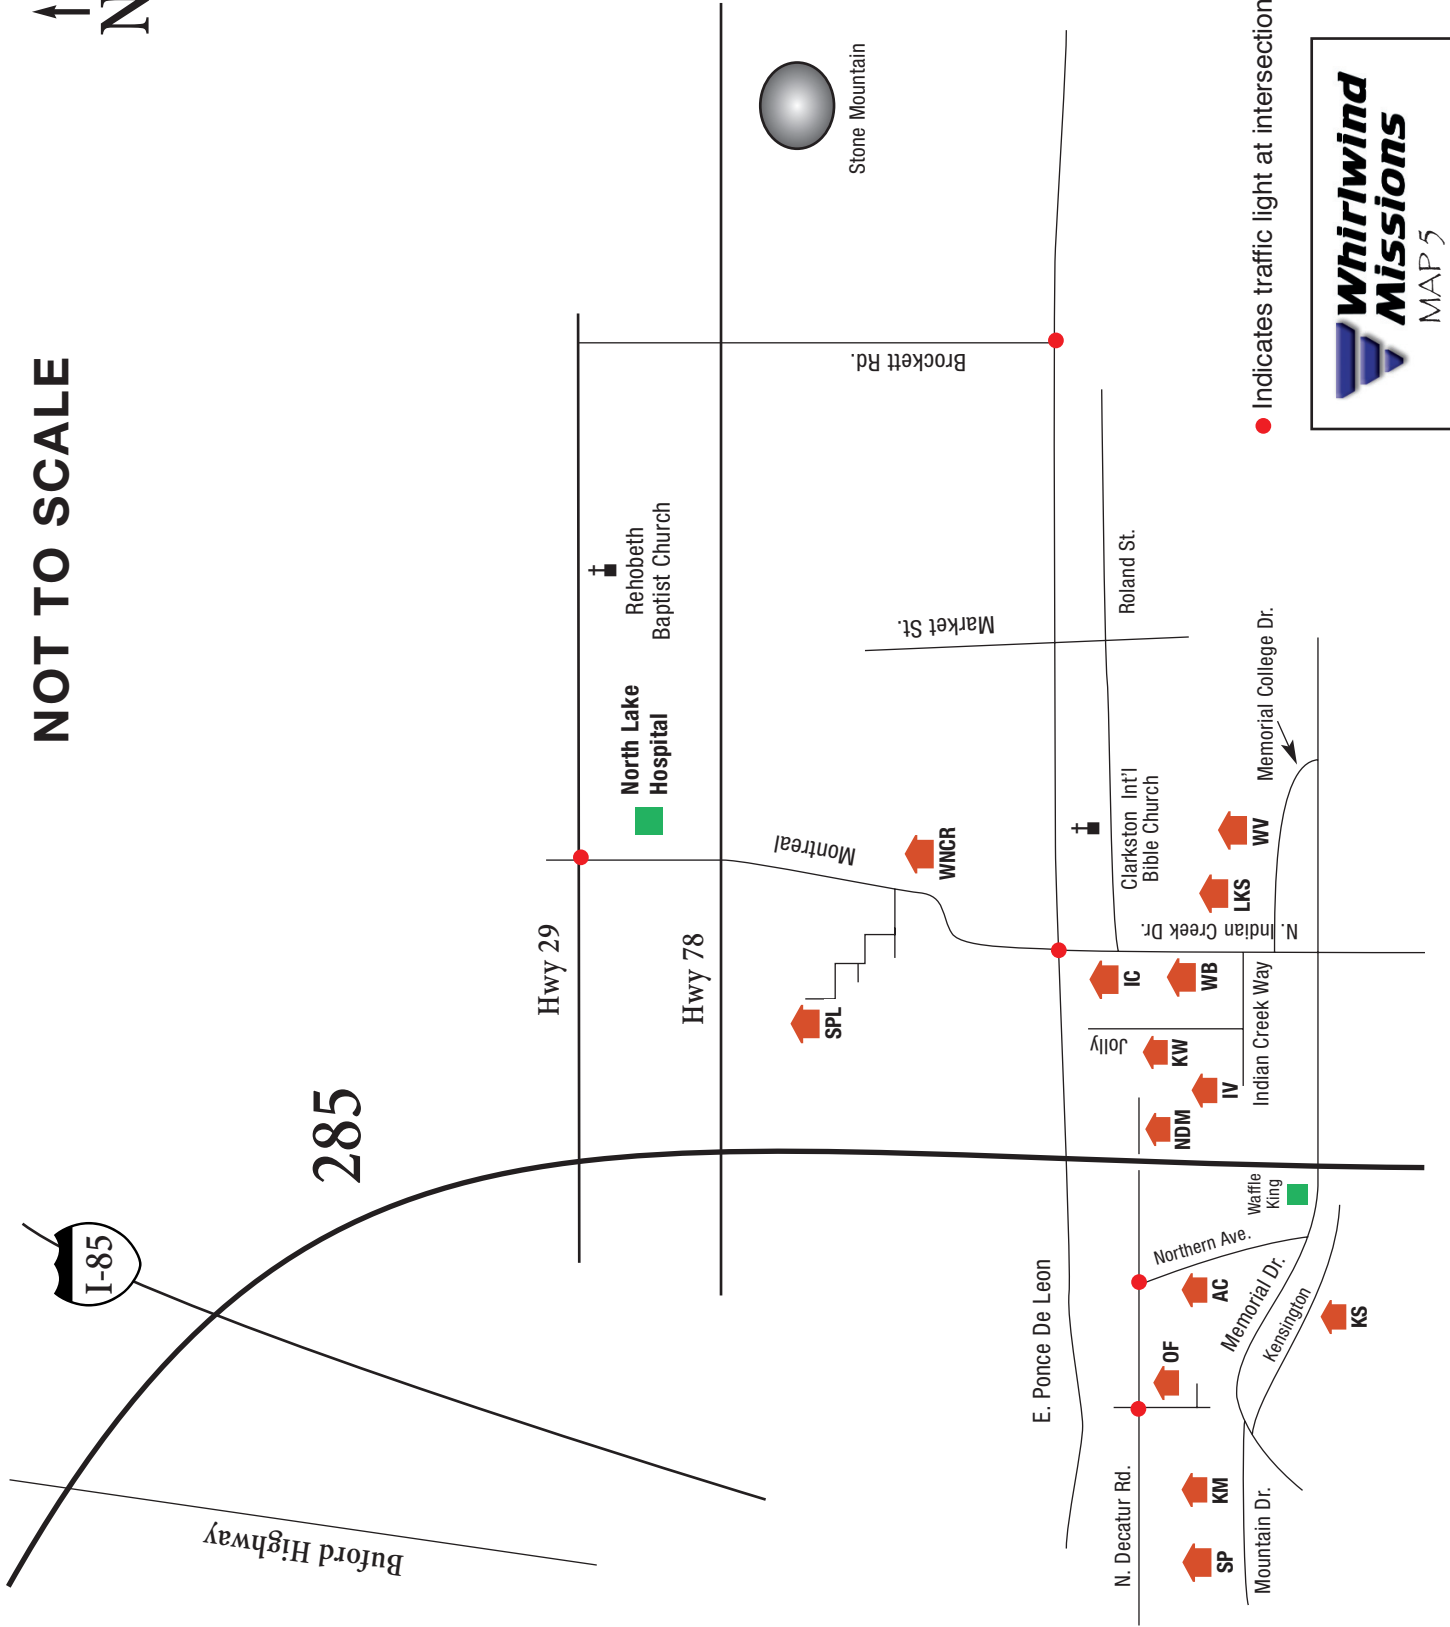 N
NOT TO SCALE
I-85
285
Buford Highway
Hwy 29
Hwy 78
North Lake
Hospital
Rehobeth
Baptist Church
Stone Mountain
Brockett Rd.
Market St.
Montreal
WNCR
SPL
E. Ponce De Leon
Roland St.
Clarkston Int'l
Bible Church
N. Indian Creek Dr.
Memorial College Dr.
WV
LKS
IC
WB
Jolly
KW
IV
NDM
Indian Creek Way
Waffle
King
Northern Ave.
AC
OF
Memorial Dr.
Kensington
KS
N. Decatur Rd.
KM
SP
Mountain Dr.
Indicates traffic light at intersection
Whirlwind
Missions
MAP 5